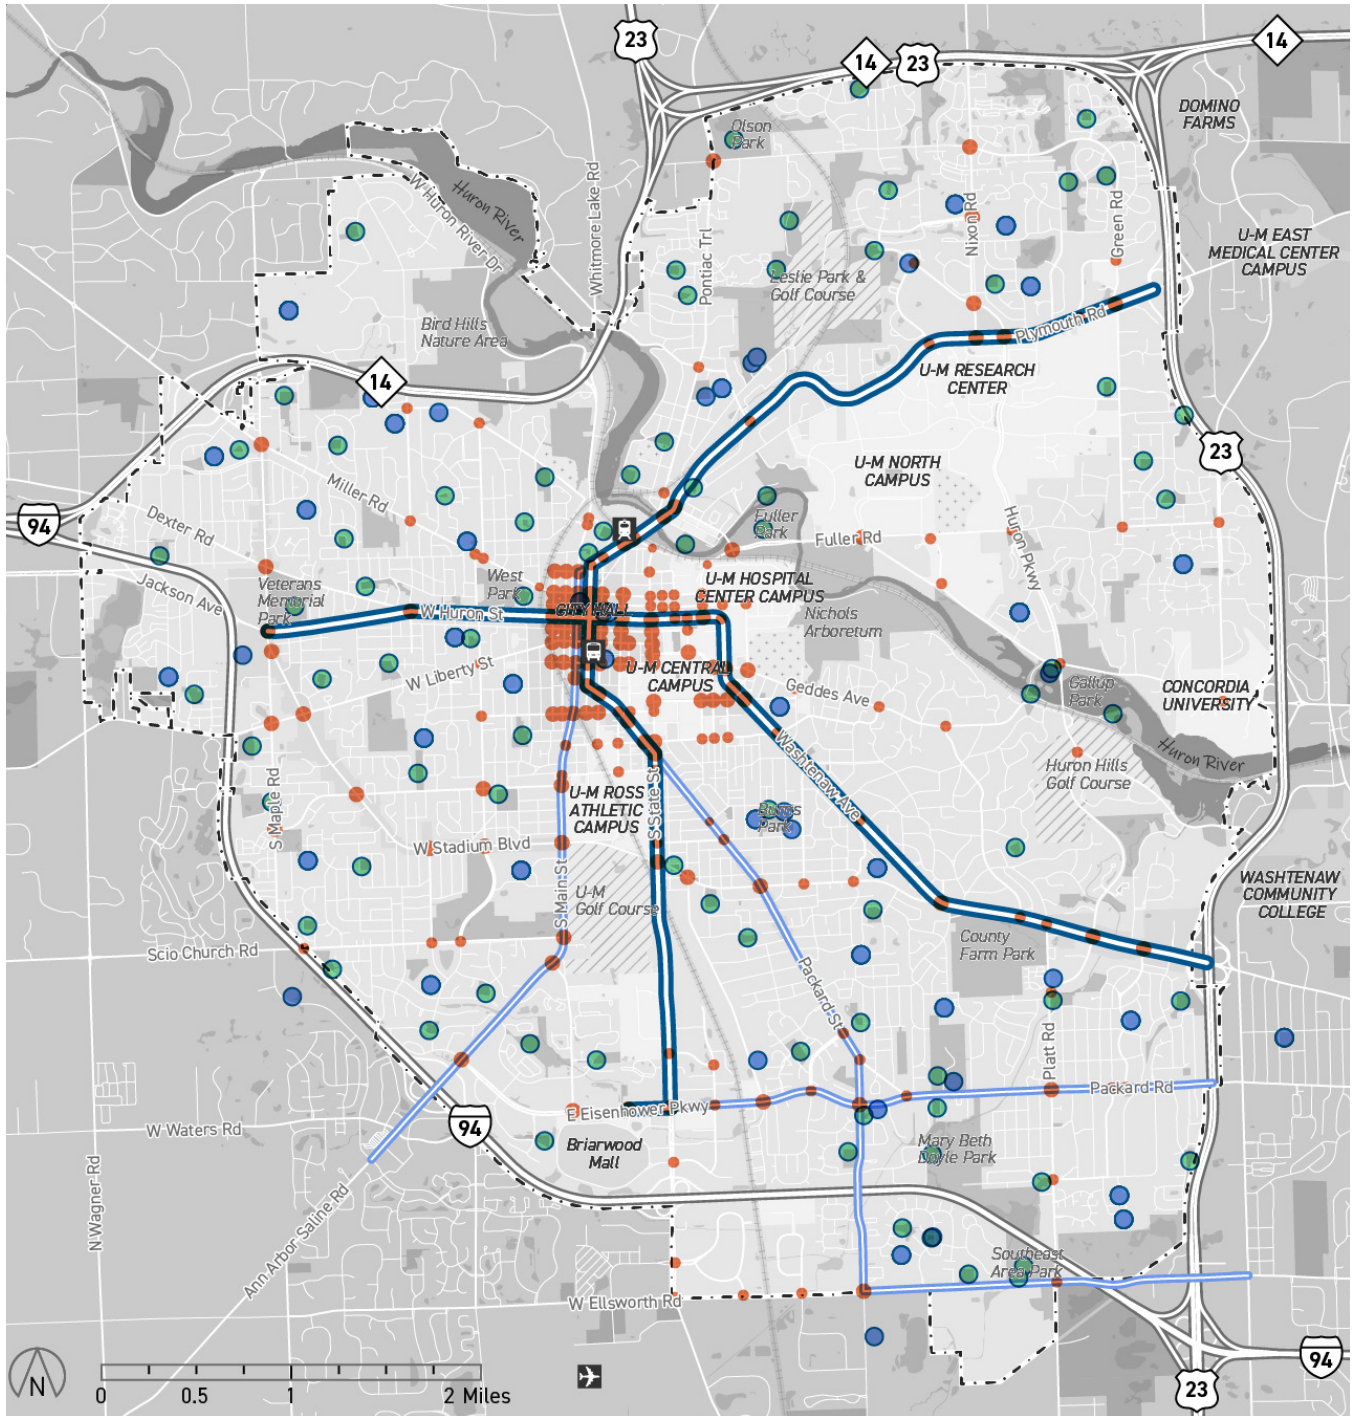 23
14
23
14
DOMINO
FARMS
Olson
Park
Huron River
W Huron River Dr
Whitmore Lake Rd
Pontiac Trl
Nixon Rd
Green Rd
U-M EAST
MEDICAL CENTER
CAMPUS
Leslie Park &
Golf Course
Bird Hills
Nature Area
Plymouth Rd
14
U-M RESEARCH
CENTER
23
U-M NORTH
CAMPUS
Miller Rd
94
Dexter Rd
Fuller
Park
Fuller Rd
Huron Pkwy
Jackson Ave
Veterans
Memorial
Park
West
Park
U-M HOSPITAL
CENTER CAMPUS
CITY HALL
W Huron St
Nichols
Arboretum
W Liberty St
U-M CENTRAL
CAMPUS
Geddes Ave
Gallup
Park
CONCORDIA
UNIVERSITY
Huron River
Washtenaw Ave
Huron Hills
Golf Course
S Maple Rd
U-M ROSS
ATHLETIC
CAMPUS
S State St
Burns
Park
W Stadium Blvd
S Main St
U-M
Golf Course
WASHTENAW
COMMUNITY
COLLEGE
Scio Church Rd
County
Farm Park
Packard St
Platt Rd
Packard Rd
E Eisenhower Pkwy
W Waters Rd
94
Briarwood
Mall
Mary Beth
Doyle Park
N Wagner Rd
Ann Arbor Saline Rd
Southeast
Area Park
W Ellsworth Rd
94
N
0 0.5 1 2 Miles
23